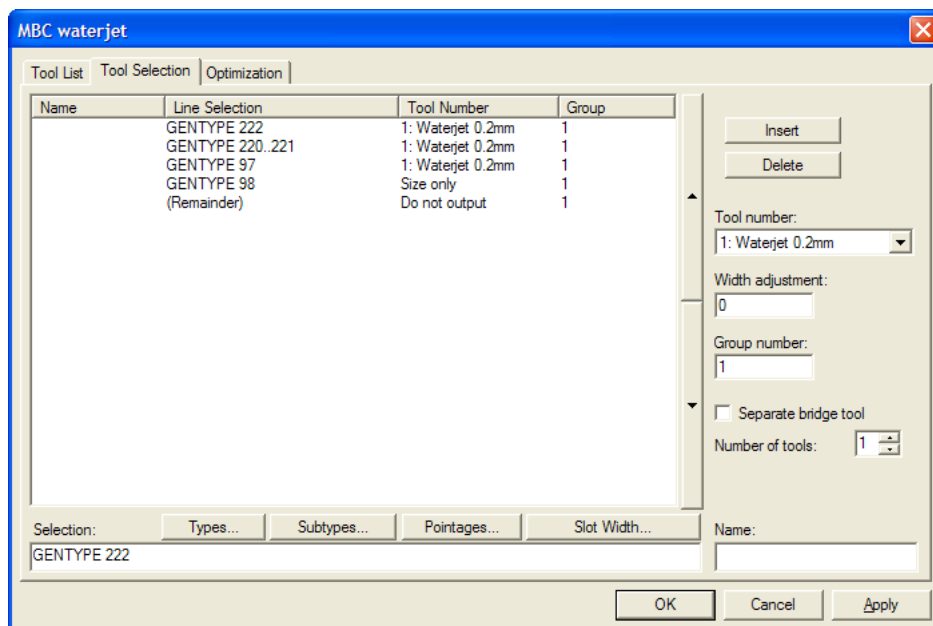 MBC waterjet
Tool List Tool Selection Optimization
Name Line Selection Tool Number Group
GENTYPE 222 1: Waterjet 0.2mm 1
GENTYPE 220..221 1: Waterjet 0.2mm 1
GENTYPE 97 1: Waterjet 0.2mm 1
GENTYPE 98 Size only 1
(Remainder) Do not output 1
Insert
Delete
Tool number:
1: Waterjet 0.2mm
Width adjustment:
0
Group number:
1
Separate bridge tool
Number of tools: 1
Selection: Types... Subtypes... Pointages... Slot Width... Name:
GENTYPE 222
OK Cancel Apply